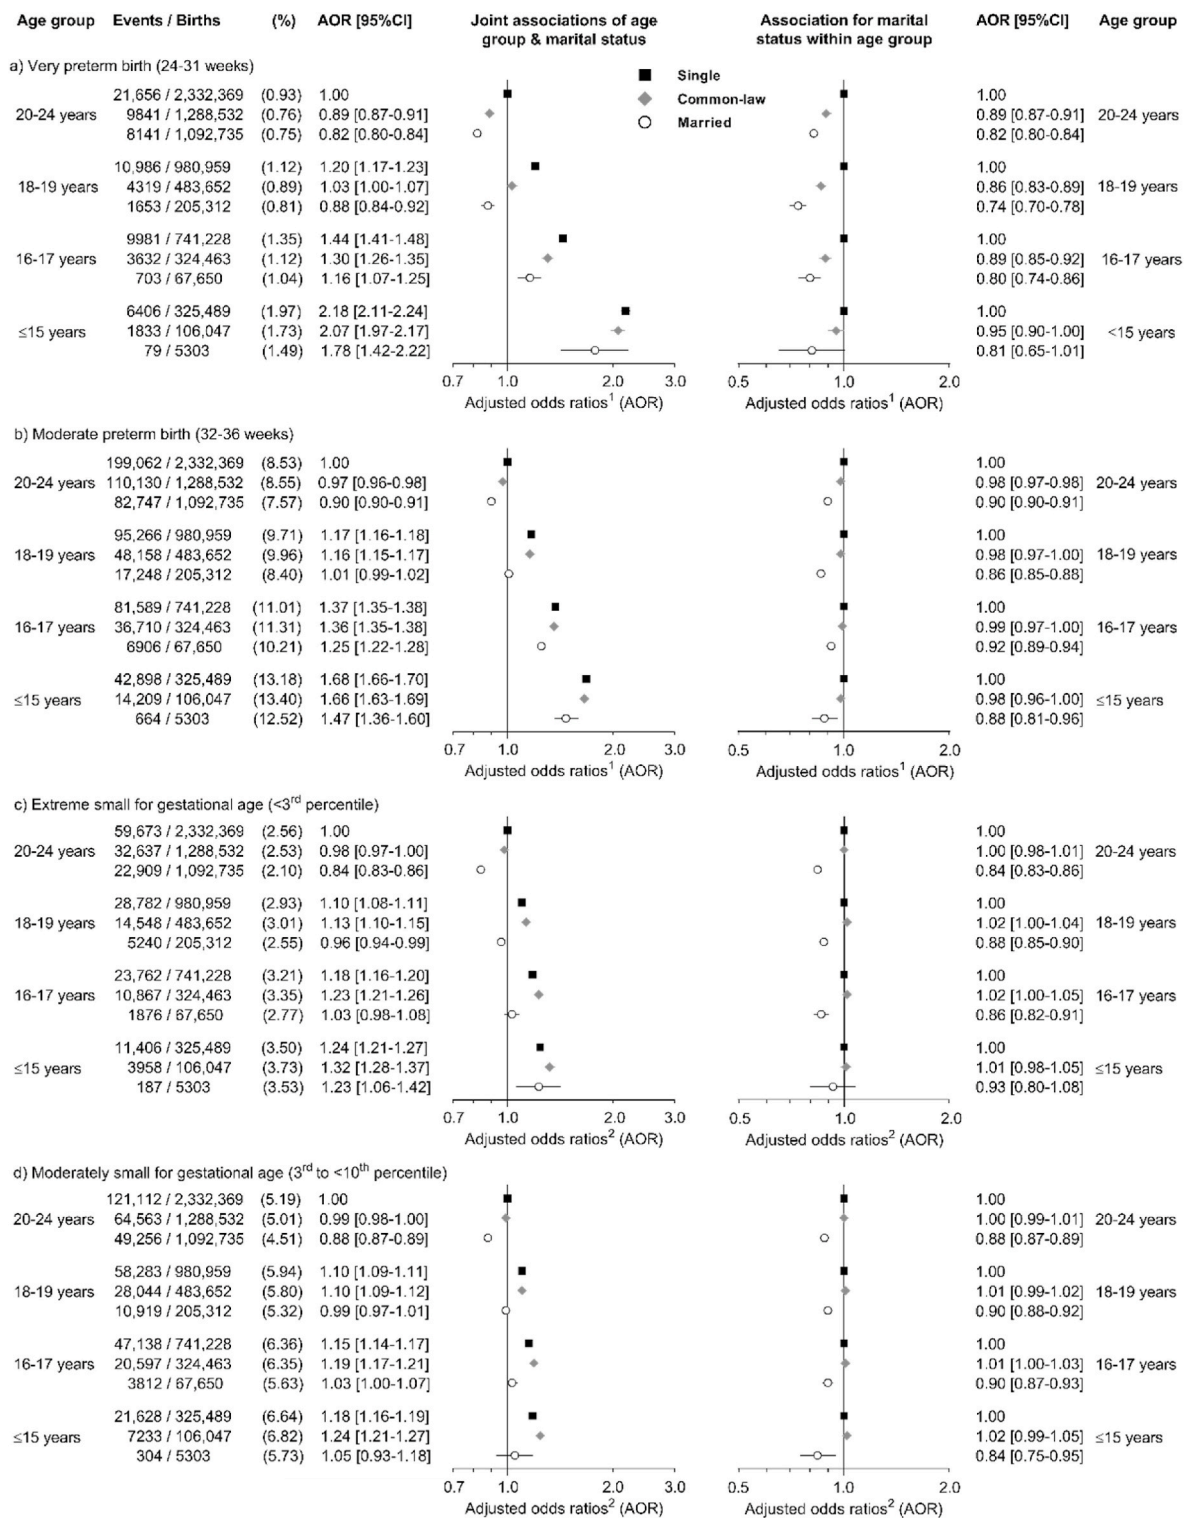 Age group Events / Births (%) AOR [95%CI] Joint associations of age group & marital status Association for marital status within age group AOR [95%CI] Age group
a) Very preterm birth (24-31 weeks)
■ Single
◆ Common-law
○ Married
21,656 / 2,332,369 (0.93) 1.00 1.00
20-24 years 9841 / 1,288,532 (0.76) 0.89 [0.87-0.91] 0.89 [0.87-0.91] 20-24 years
8141 / 1,092,735 (0.75) 0.82 [0.80-0.84] 0.82 [0.80-0.84]
10,986 / 980,959 (1.12) 1.20 [1.17-1.23] 1.00
18-19 years 4319 / 483,652 (0.89) 1.03 [1.00-1.07] 0.86 [0.83-0.89] 18-19 years
1653 / 205,312 (0.81) 0.88 [0.84-0.92] 0.74 [0.70-0.78]
9981 / 741,228 (1.35) 1.44 [1.41-1.48] 1.00
16-17 years 3632 / 324,463 (1.12) 1.30 [1.26-1.35] 0.89 [0.85-0.92] 16-17 years
703 / 67,650 (1.04) 1.16 [1.07-1.25] 0.80 [0.74-0.86]
6406 / 325,489 (1.97) 2.18 [2.11-2.24] 1.00
≤15 years 1833 / 106,047 (1.73) 2.07 [1.97-2.17] 0.95 [0.90-1.00] <15 years
79 / 5303 (1.49) 1.78 [1.42-2.22] 0.81 [0.65-1.01]
0.7 1.0 2.0 3.0 0.5 1.0 2.0
Adjusted odds ratios¹ (AOR) Adjusted odds ratios¹ (AOR)
b) Moderate preterm birth (32-36 weeks)
199,062 / 2,332,369 (8.53) 1.00 1.00
20-24 years 110,130 / 1,288,532 (8.55) 0.97 [0.96-0.98] 0.98 [0.97-0.98] 20-24 years
82,747 / 1,092,735 (7.57) 0.90 [0.90-0.91] 0.90 [0.90-0.91]
95,266 / 980,959 (9.71) 1.17 [1.16-1.18] 1.00
18-19 years 48,158 / 483,652 (9.96) 1.16 [1.15-1.17] 0.98 [0.97-1.00] 18-19 years
17,248 / 205,312 (8.40) 1.01 [0.99-1.02] 0.86 [0.85-0.88]
81,589 / 741,228 (11.01) 1.37 [1.35-1.38] 1.00
16-17 years 36,710 / 324,463 (11.31) 1.36 [1.35-1.38] 0.99 [0.97-1.00] 16-17 years
6906 / 67,650 (10.21) 1.25 [1.22-1.28] 0.92 [0.89-0.94]
42,898 / 325,489 (13.18) 1.68 [1.66-1.70] 1.00
≤15 years 14,209 / 106,047 (13.40) 1.66 [1.63-1.69] 0.98 [0.96-1.00] ≤15 years
664 / 5303 (12.52) 1.47 [1.36-1.60] 0.88 [0.81-0.96]
0.7 1.0 2.0 3.0 0.5 1.0 2.0
Adjusted odds ratios¹ (AOR) Adjusted odds ratios¹ (AOR)
c) Extreme small for gestational age (<3rd percentile)
59,673 / 2,332,369 (2.56) 1.00 1.00
20-24 years 32,637 / 1,288,532 (2.53) 0.98 [0.97-1.00] 1.00 [0.98-1.01] 20-24 years
22,909 / 1,092,735 (2.10) 0.84 [0.83-0.86] 0.84 [0.83-0.86]
28,782 / 980,959 (2.93) 1.10 [1.08-1.11] 1.00
18-19 years 14,548 / 483,652 (3.01) 1.13 [1.10-1.15] 1.02 [1.00-1.04] 18-19 years
5240 / 205,312 (2.55) 0.96 [0.94-0.99] 0.88 [0.85-0.90]
23,762 / 741,228 (3.21) 1.18 [1.16-1.20] 1.00
16-17 years 10,867 / 324,463 (3.35) 1.23 [1.21-1.26] 1.02 [1.00-1.05] 16-17 years
1876 / 67,650 (2.77) 1.03 [0.98-1.08] 0.86 [0.82-0.91]
11,406 / 325,489 (3.50) 1.24 [1.21-1.27] 1.00
≤15 years 3958 / 106,047 (3.73) 1.32 [1.28-1.37] 1.01 [0.98-1.05] ≤15 years
187 / 5303 (3.53) 1.23 [1.06-1.42] 0.93 [0.80-1.08]
0.7 1.0 2.0 3.0 0.5 1.0 2.0
Adjusted odds ratios² (AOR) Adjusted odds ratios² (AOR)
d) Moderately small for gestational age (3rd to <10th percentile)
121,112 / 2,332,369 (5.19) 1.00 1.00
20-24 years 64,563 / 1,288,532 (5.01) 0.99 [0.98-1.00] 1.00 [0.99-1.01] 20-24 years
49,256 / 1,092,735 (4.51) 0.88 [0.87-0.89] 0.88 [0.87-0.89]
58,283 / 980,959 (5.94) 1.10 [1.09-1.11] 1.00
18-19 years 28,044 / 483,652 (5.80) 1.10 [1.09-1.12] 1.01 [0.99-1.02] 18-19 years
10,919 / 205,312 (5.32) 0.99 [0.97-1.01] 0.90 [0.88-0.92]
47,138 / 741,228 (6.36) 1.15 [1.14-1.17] 1.00
16-17 years 20,597 / 324,463 (6.35) 1.19 [1.17-1.21] 1.01 [1.00-1.03] 16-17 years
3812 / 67,650 (5.63) 1.03 [1.00-1.07] 0.90 [0.87-0.93]
21,628 / 325,489 (6.64) 1.18 [1.16-1.19] 1.00
≤15 years 7233 / 106,047 (6.82) 1.24 [1.21-1.27] 1.02 [0.99-1.05] ≤15 years
304 / 5303 (5.73) 1.05 [0.93-1.18] 0.84 [0.75-0.95]
0.7 1.0 2.0 3.0 0.5 1.0 2.0
Adjusted odds ratios² (AOR) Adjusted odds ratios² (AOR)